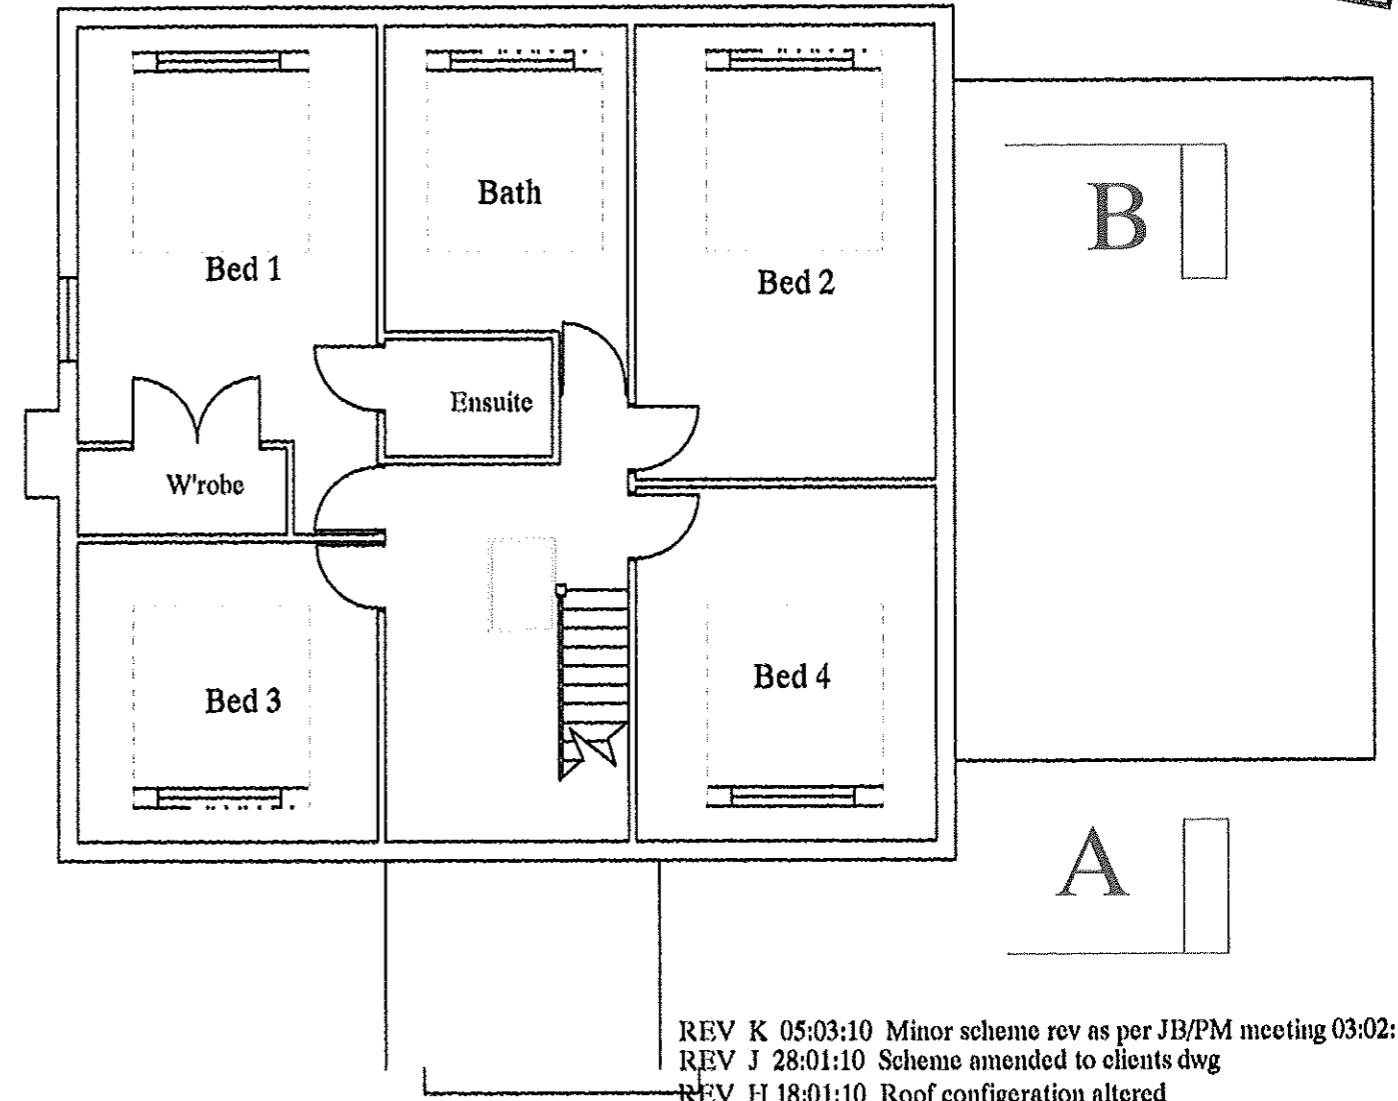 Bath
Bed 1
Bed 2
B
Ensuite
W'robe
Bed 3
Bed 4
A
REV K 05:03:10 Minor scheme rev as per JB/PM meeting 03:02:
REV J 28:01:10 Scheme amended to clients dwg
REV H 18:01:10 Roof configeration altered